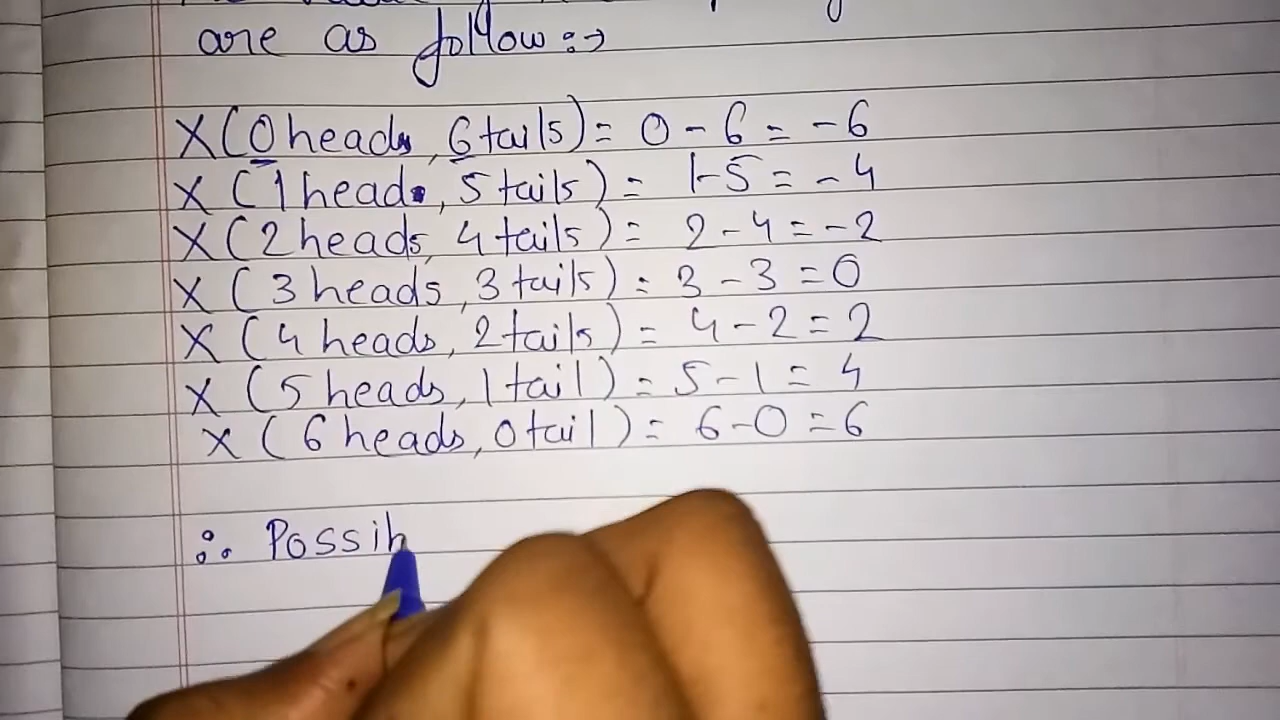 are as follow:→
X(0 heads, 6 tails) = 0 - 6 = -6
X (1 head, 5 tails) = 1-5 = -4
X (2 heads, 4 tails) = 2 - 4 = -2
X (3 heads, 3 tails) = 3 - 3 = 0
X (4 heads, 2 tails) = 4 - 2 = 2
X (5 heads, 1 tail) = 5 - 1 = 4
X (6 heads, 0 tail) = 6 - 0 = 6
∴ Possib